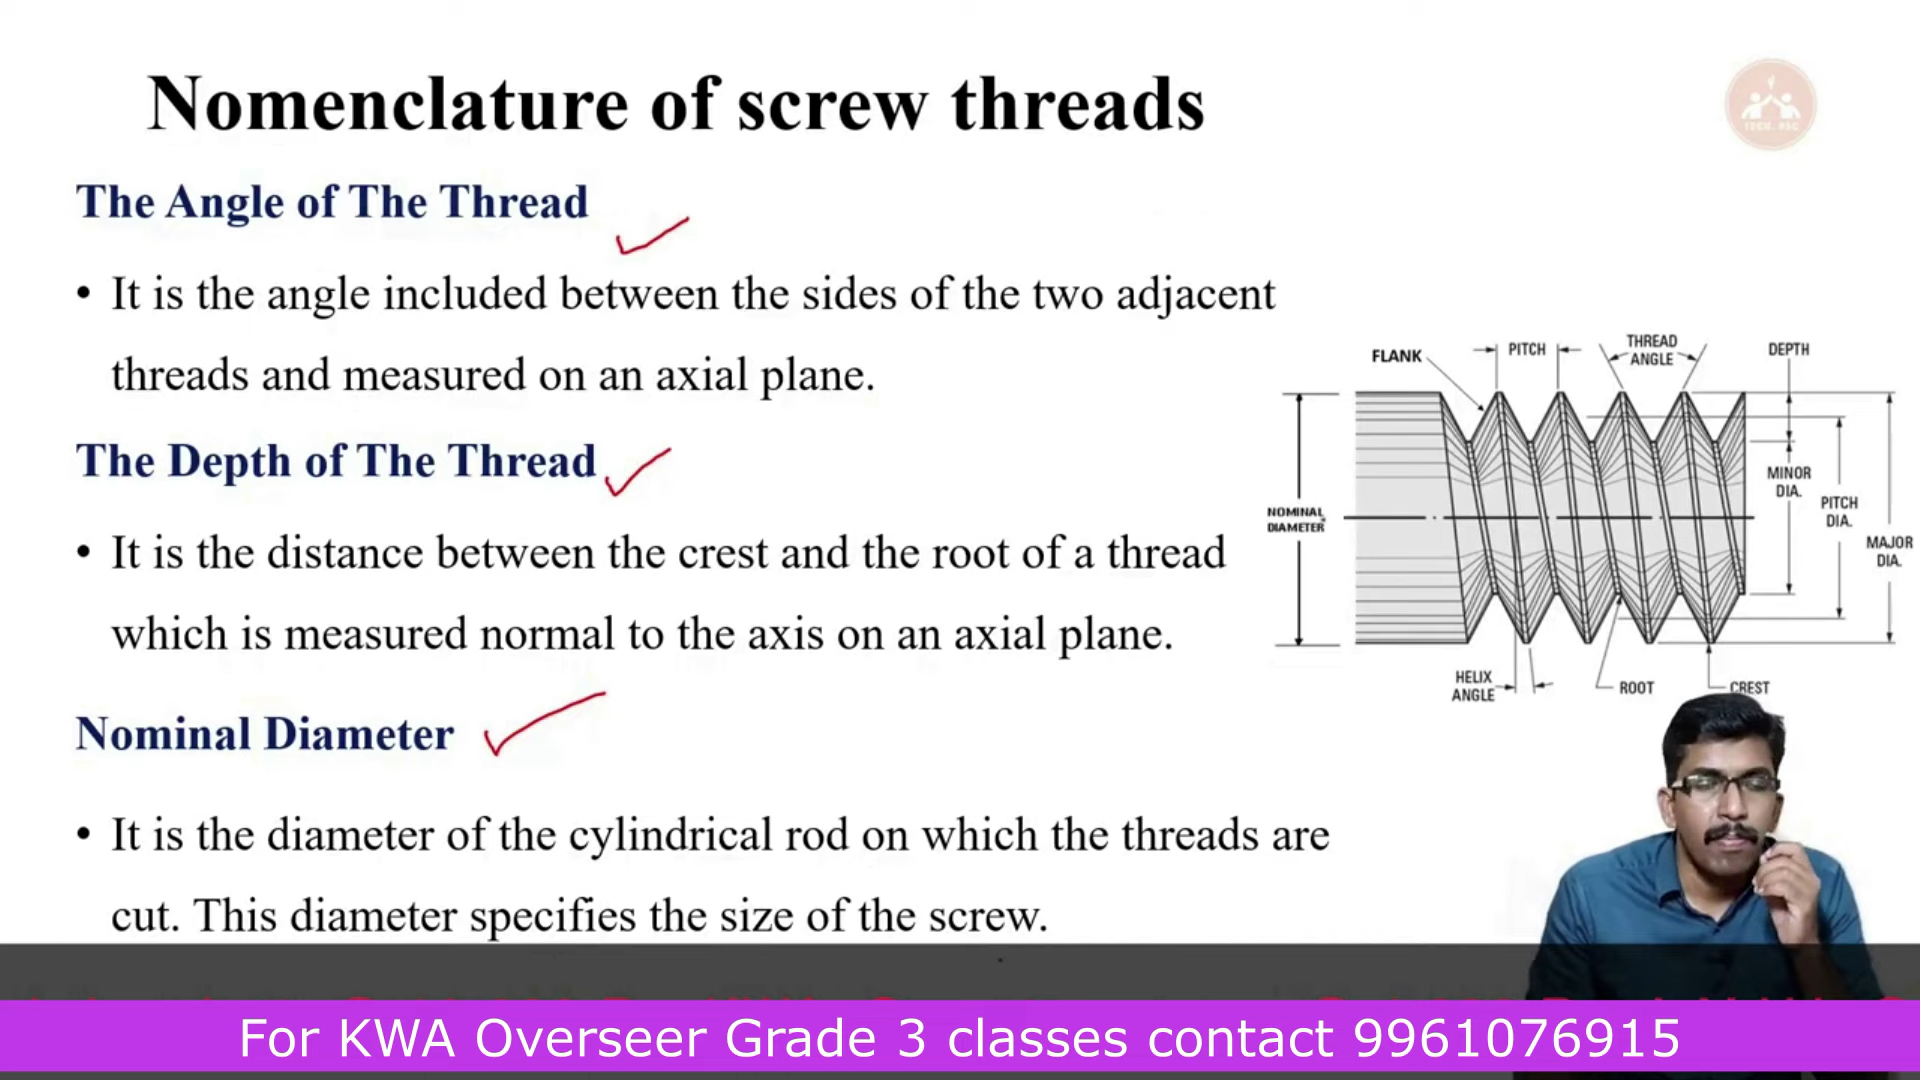 Nomenclature of screw threads
The Angle of The Thread
• It is the angle included between the sides of the two adjacent
threads and measured on an axial plane.
The Depth of The Thread
• It is the distance between the crest and the root of a thread
which is measured normal to the axis on an axial plane.
Nominal Diameter
• It is the diameter of the cylindrical rod on which the threads are
cut. This diameter specifies the size of the screw.
FLANK
PITCH
THREAD
ANGLE
DEPTH
NOMINAL
DIAMETER
MINOR
DIA.
PITCH
DIA.
MAJOR
DIA.
HELIX
ANGLE
ROOT
CREST
For KWA Overseer Grade 3 classes contact 9961076915